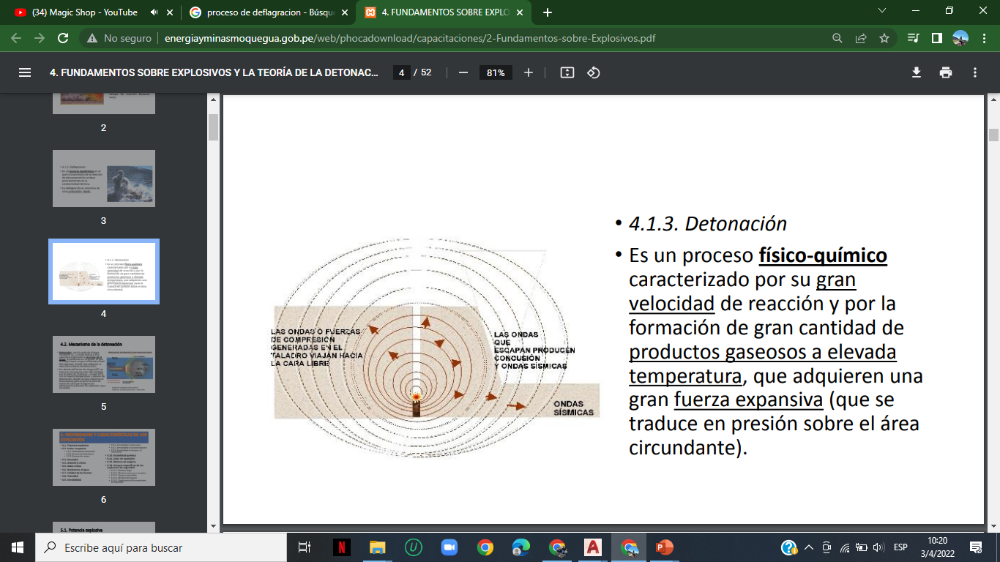 (34) Magic Shop - YouTube
proceso de deflagracion - Búsqu
4. FUNDAMENTOS SOBRE EXPLO
No seguro
energiayminasmoquegua.gob.pe/web/phocadownload/capacitaciones/2-Fundamentos-sobre-Explosivos.pdf
4. FUNDAMENTOS SOBRE EXPLOSIVOS Y LA TEORÍA DE LA DETONAC...
4 / 52
81%
2
3
4
4.2. Mecanismo de la detonación
5
6
5.1. Potencia explosiva
LAS ONDAS Ó FUERZAS
DE COMPRESIÓN
GENERADAS EN EL
TALADRO VIAJAN HACIA
LA CARA LIBRE
LAS ONDAS
QUE
ESCAPAN PRODUCEN
CONCUSIÓN
Y ONDAS SÍSMICAS
ONDAS
SÍSMICAS
• 4.1.3. Detonación
• Es un proceso físico-químico
caracterizado por su gran
velocidad de reacción y por la
formación de gran cantidad de
productos gaseosos a elevada
temperatura, que adquieren una
gran fuerza expansiva (que se
traduce en presión sobre el área
circundante).
Escribe aquí para buscar
ESP
10:20
3/4/2022